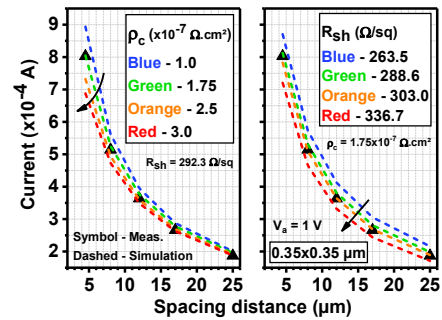 Current (x10⁻⁴ A)
9
8
7
6
5
4
3
2
ρc (x10⁻⁷ Ω.cm²)
Blue - 1.0
Green - 1.75
Orange - 2.5
Red - 3.0
Rsh = 292.3 Ω/sq
Symbol - Meas.
Dashed - Simulation
5 10 15 20 25
Rsh (Ω/sq)
Blue - 263.5
Green - 288.6
Orange - 303.0
Red - 336.7
ρc = 1.75x10⁻⁷ Ω.cm²
Va = 1 V
0.35x0.35 μm
5 10 15 20 25
Spacing distance (μm)
Spacing distance (μm)